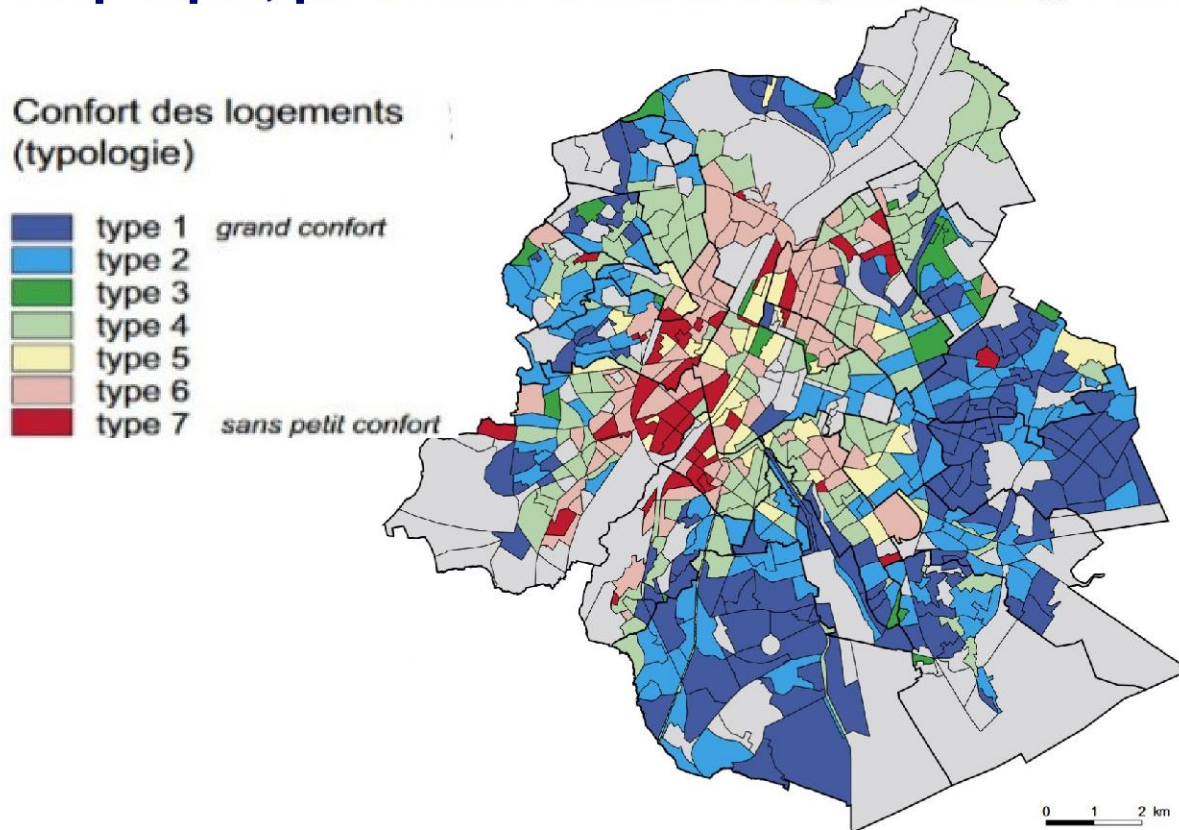 Confort des logements
(typologie)
type 1 grand confort
type 2
type 3
type 4
type 5
type 6
type 7 sans petit confort
0 1 2 km